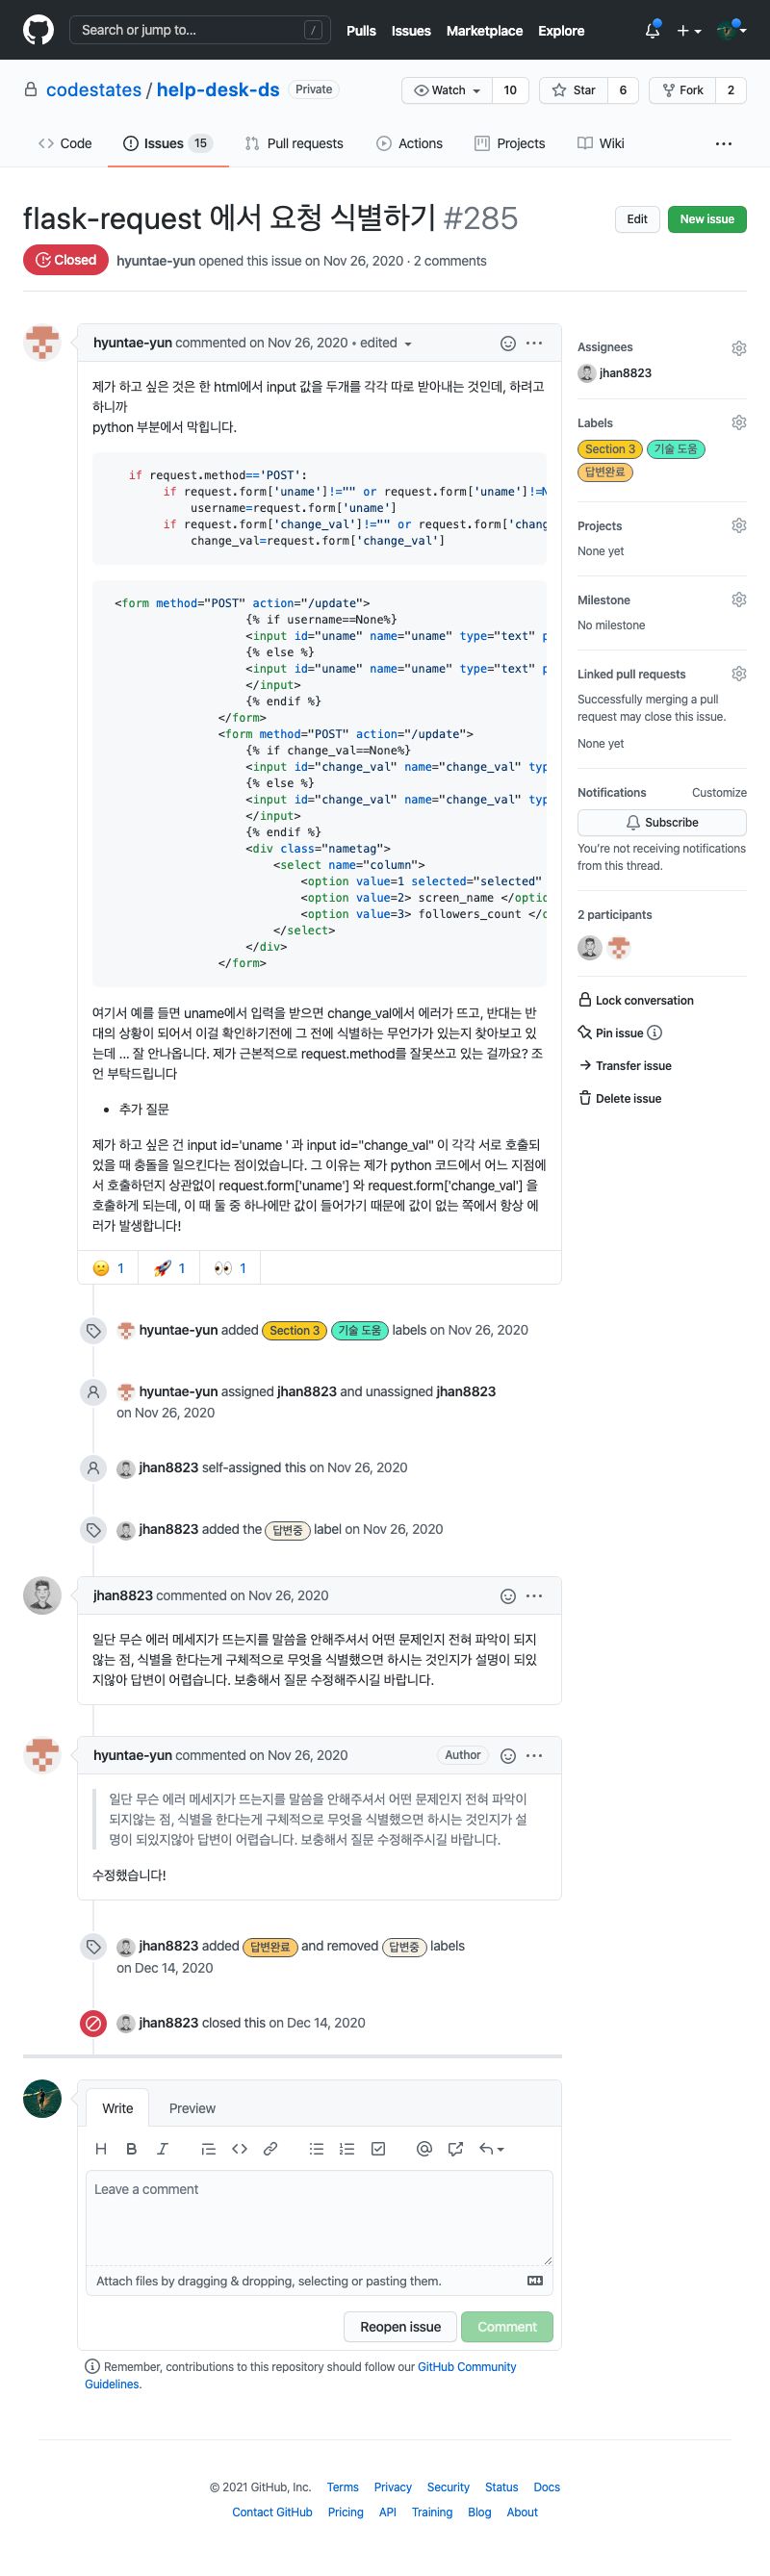 Search or jump to...
/
Pulls Issues Marketplace Explore
codestates / help-desk-ds Private
Watch 10 Star 6 Fork 2
Code Issues 15 Pull requests Actions Projects Wiki
flask-request 에서 요청 식별하기 #285
Edit New issue
Closed hyuntae-yun opened this issue on Nov 26, 2020 · 2 comments
hyuntae-yun commented on Nov 26, 2020 • edited
제가 하고 싶은 것은 한 html에서 input 값을 두개를 각각 따로 받아내는 것인데, 하려고
하니까
python 부분에서 막힙니다.
if request.method=='POST':
if request.form['uname']!="" or request.form['uname']!=N
username=request.form['uname']
if request.form['change_val']!="" or request.form['chang
change_val=request.form['change_val']
<form method="POST" action="/update">
{% if username==None%}
<input id="uname" name="uname" type="text" p
{% else %}
<input id="uname" name="uname" type="text" p
</input>
{% endif %}
</form>
<form method="POST" action="/update">
{% if change_val==None%}
<input id="change_val" name="change_val" typ
{% else %}
<input id="change_val" name="change_val" typ
</input>
{% endif %}
<div class="nametag">
<select name="column">
<option value=1 selected="selected"
<option value=2> screen_name </optio
<option value=3> followers_count </o
</select>
</div>
</form>
여기서 예를 들면 uname에서 입력을 받으면 change_val에서 에러가 뜨고, 반대는 반
대의 상황이 되어서 이걸 확인하기전에 그 전에 식별하는 무언가가 있는지 찾아보고 있
는데 ... 잘 안나옵니다. 제가 근본적으로 request.method를 잘못쓰고 있는 걸까요? 조
언 부탁드립니다
• 추가 질문
제가 하고 싶은 건 input id='uname ' 과 input id="change_val" 이 각각 서로 호출되
었을 때 충돌을 일으킨다는 점이었습니다. 그 이유는 제가 python 코드에서 어느 지점에
서 호출하던지 상관없이 request.form['uname'] 와 request.form['change_val'] 을
호출하게 되는데, 이 때 둘 중 하나에만 값이 들어가기 때문에 값이 없는 쪽에서 항상 에
러가 발생합니다!
😕 1 🚀 1 👀 1
hyuntae-yun added Section 3 기술 도움 labels on Nov 26, 2020
hyuntae-yun assigned jhan8823 and unassigned jhan8823
on Nov 26, 2020
jhan8823 self-assigned this on Nov 26, 2020
jhan8823 added the 답변중 label on Nov 26, 2020
jhan8823 commented on Nov 26, 2020
일단 무슨 에러 메세지가 뜨는지를 말씀을 안해주셔서 어떤 문제인지 전혀 파악이 되지
않는 점, 식별을 한다는게 구체적으로 무엇을 식별했으면 하시는 것인지가 설명이 되있
지않아 답변이 어렵습니다. 보충해서 질문 수정해주시길 바랍니다.
hyuntae-yun commented on Nov 26, 2020 Author
일단 무슨 에러 메세지가 뜨는지를 말씀을 안해주셔서 어떤 문제인지 전혀 파악이
되지않는 점, 식별을 한다는게 구체적으로 무엇을 식별했으면 하시는 것인지가 설
명이 되있지않아 답변이 어렵습니다. 보충해서 질문 수정해주시길 바랍니다.
수정했습니다!
jhan8823 added 답변완료 and removed 답변중 labels
on Dec 14, 2020
jhan8823 closed this on Dec 14, 2020
Write Preview
Leave a comment
Attach files by dragging & dropping, selecting or pasting them.
Reopen issue Comment
Remember, contributions to this repository should follow our GitHub Community
Guidelines.
Assignees
jhan8823
Labels
Section 3 기술 도움
답변완료
Projects
None yet
Milestone
No milestone
Linked pull requests
Successfully merging a pull
request may close this issue.
None yet
Notifications Customize
Subscribe
You're not receiving notifications
from this thread.
2 participants
Lock conversation
Pin issue
Transfer issue
Delete issue
© 2021 GitHub, Inc. Terms Privacy Security Status Docs
Contact GitHub Pricing API Training Blog About